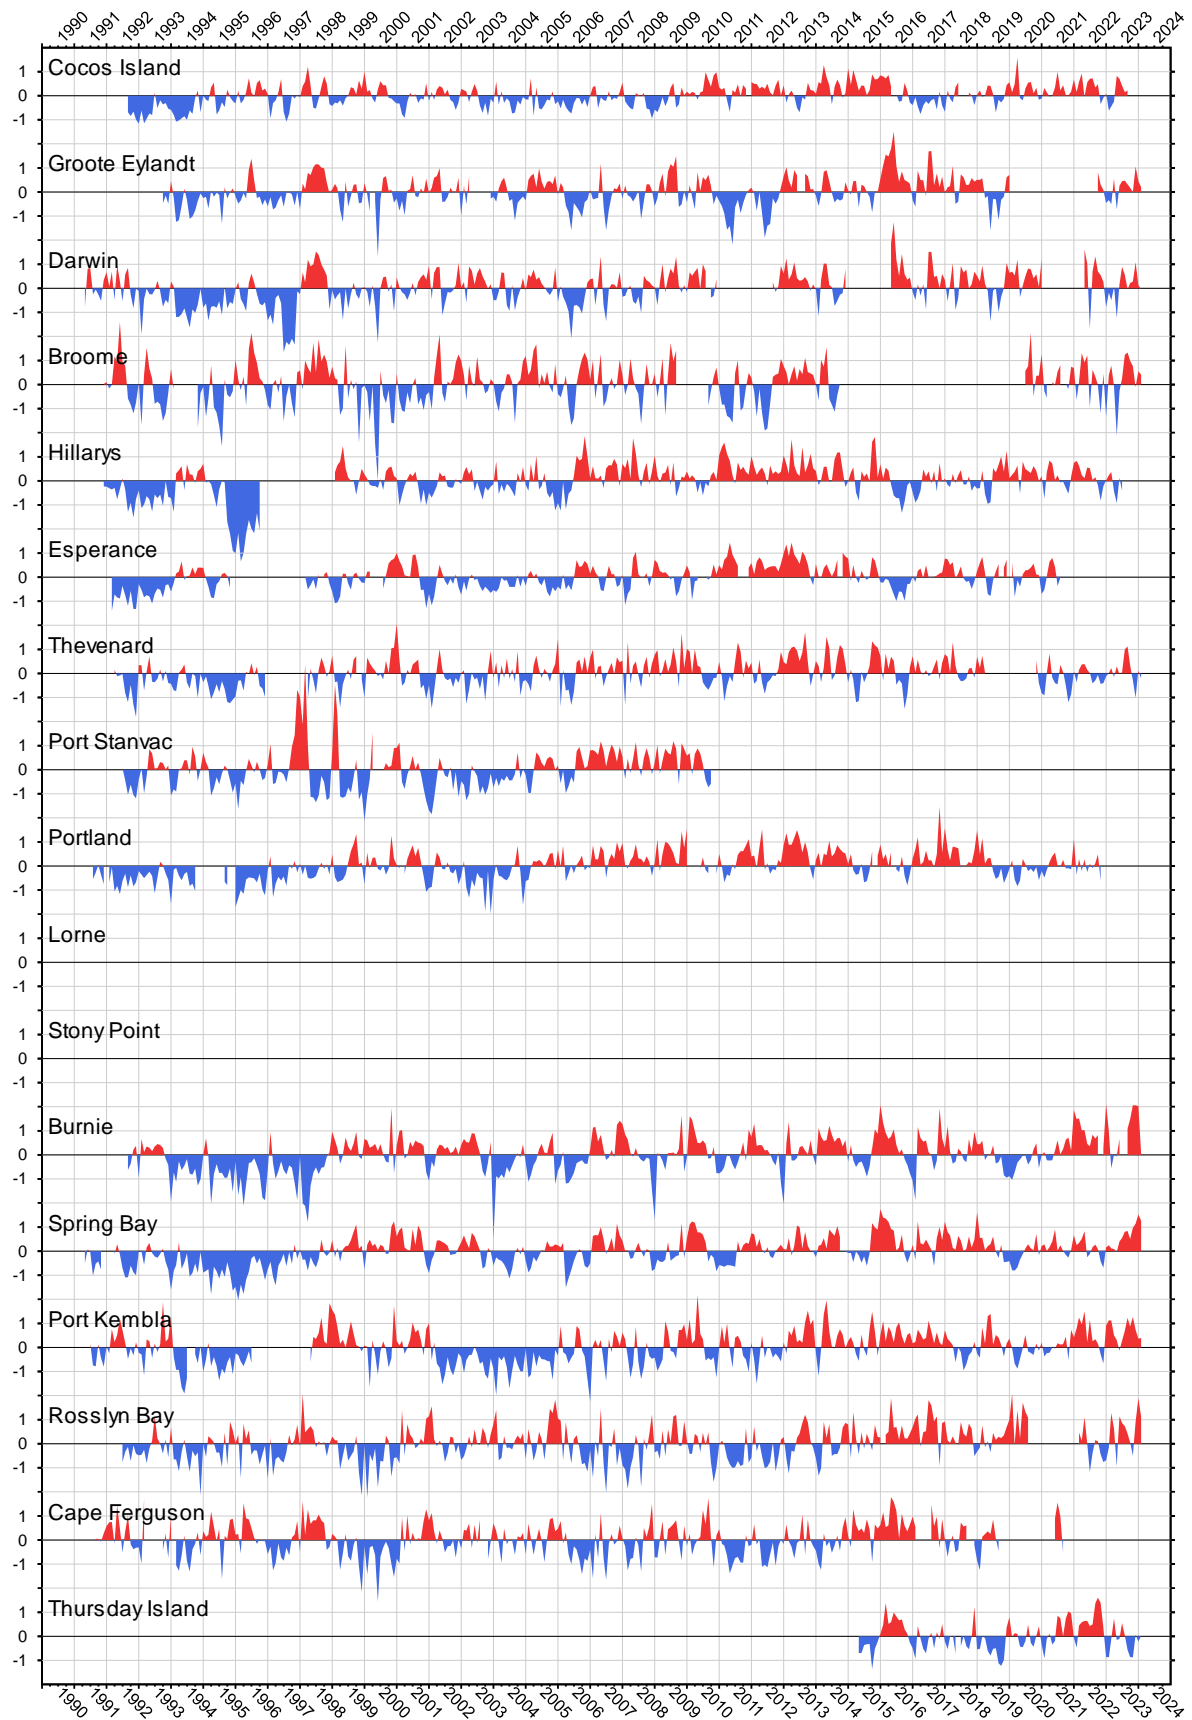 1990 1991 1992 1993 1994 1995 1996 1997 1998 1999 2000 2001 2002 2003 2004 2005 2006 2007 2008 2009 2010 2011 2012 2013 2014 2015 2016 2017 2018 2019 2020 2021 2022 2023 2024
Cocos Island
1
0
-1
Groote Eylandt
1
0
-1
Darwin
1
0
-1
Broome
1
0
-1
Hillarys
1
0
-1
Esperance
1
0
-1
Thevenard
1
0
-1
Port Stanvac
1
0
-1
Portland
1
0
-1
Lorne
1
0
-1
Stony Point
1
0
-1
Burnie
1
0
-1
Spring Bay
1
0
-1
Port Kembla
1
0
-1
Rosslyn Bay
1
0
-1
Cape Ferguson
1
0
-1
Thursday Island
1
0
-1
1990 1991 1992 1993 1994 1995 1996 1997 1998 1999 2000 2001 2002 2003 2004 2005 2006 2007 2008 2009 2010 2011 2012 2013 2014 2015 2016 2017 2018 2019 2020 2021 2022 2023 2024